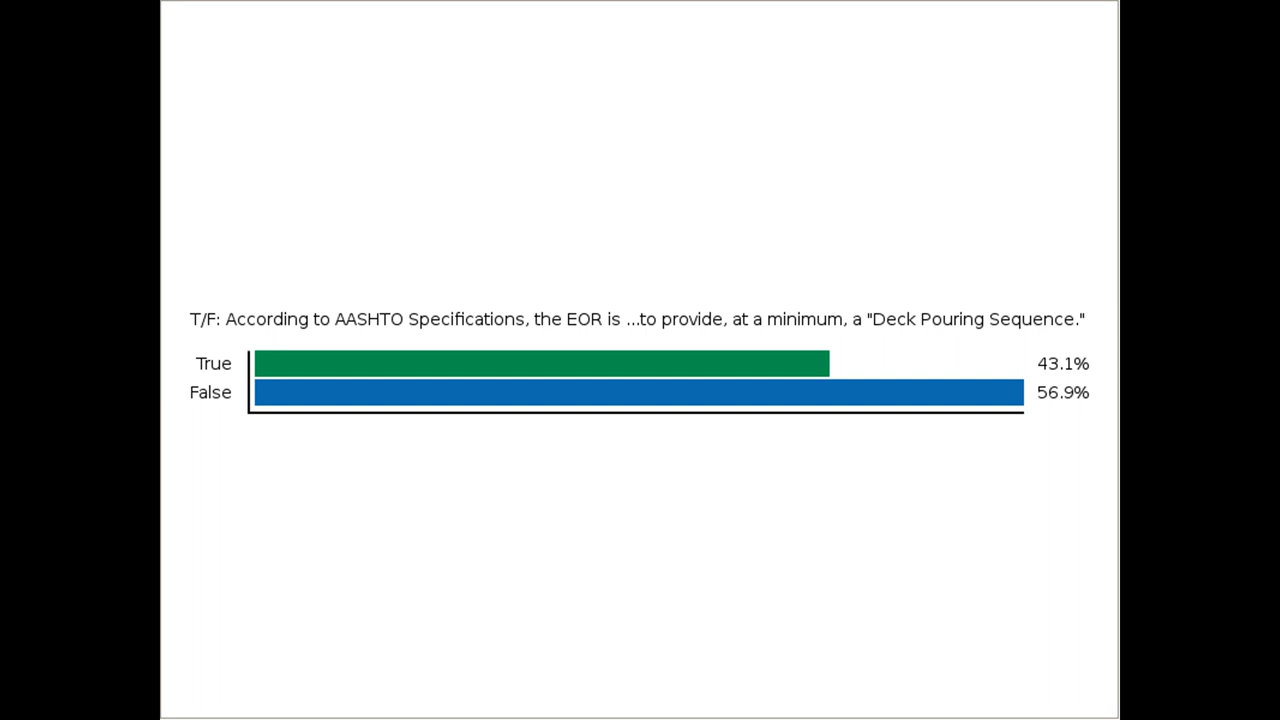 T/F: According to AASHTO Specifications, the EOR is ...to provide, at a minimum, a "Deck Pouring Sequence."
True 43.1%
False 56.9%